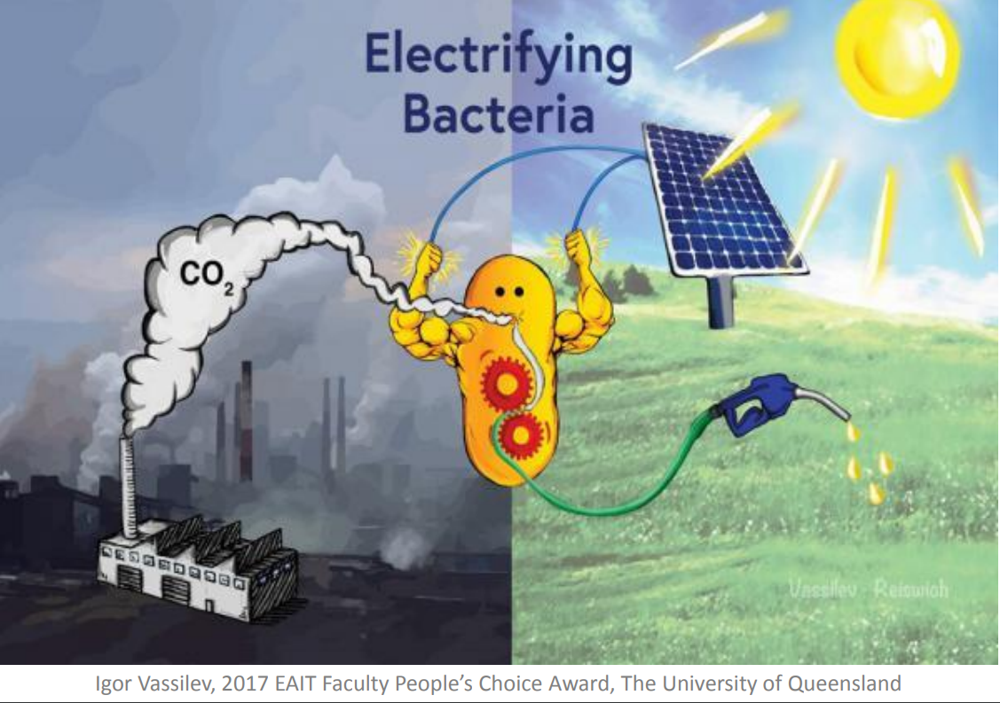 Electrifying
Bacteria
CO2
Vassilev - Reiswich
Igor Vassilev, 2017 EAIT Faculty People’s Choice Award, The University of Queensland